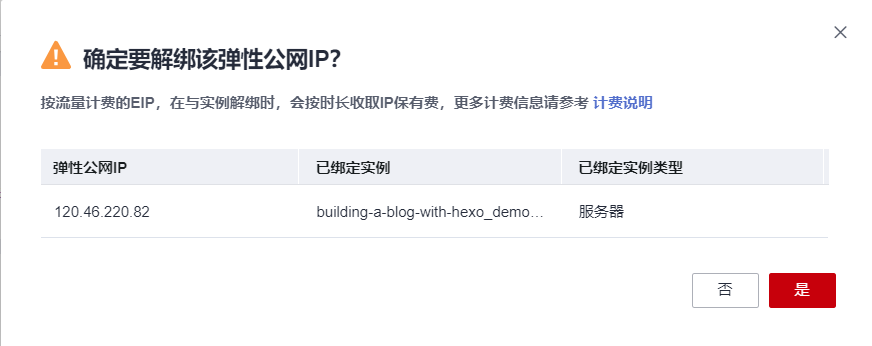 确定要解绑该弹性公网IP?
按流量计费的EIP，在与实例解绑时，会按时长收取IP保有费，更多计费信息请参考 计费说明
弹性公网IP 已绑定实例 已绑定实例类型
120.46.220.82 building-a-blog-with-hexo_demo… 服务器
否 是